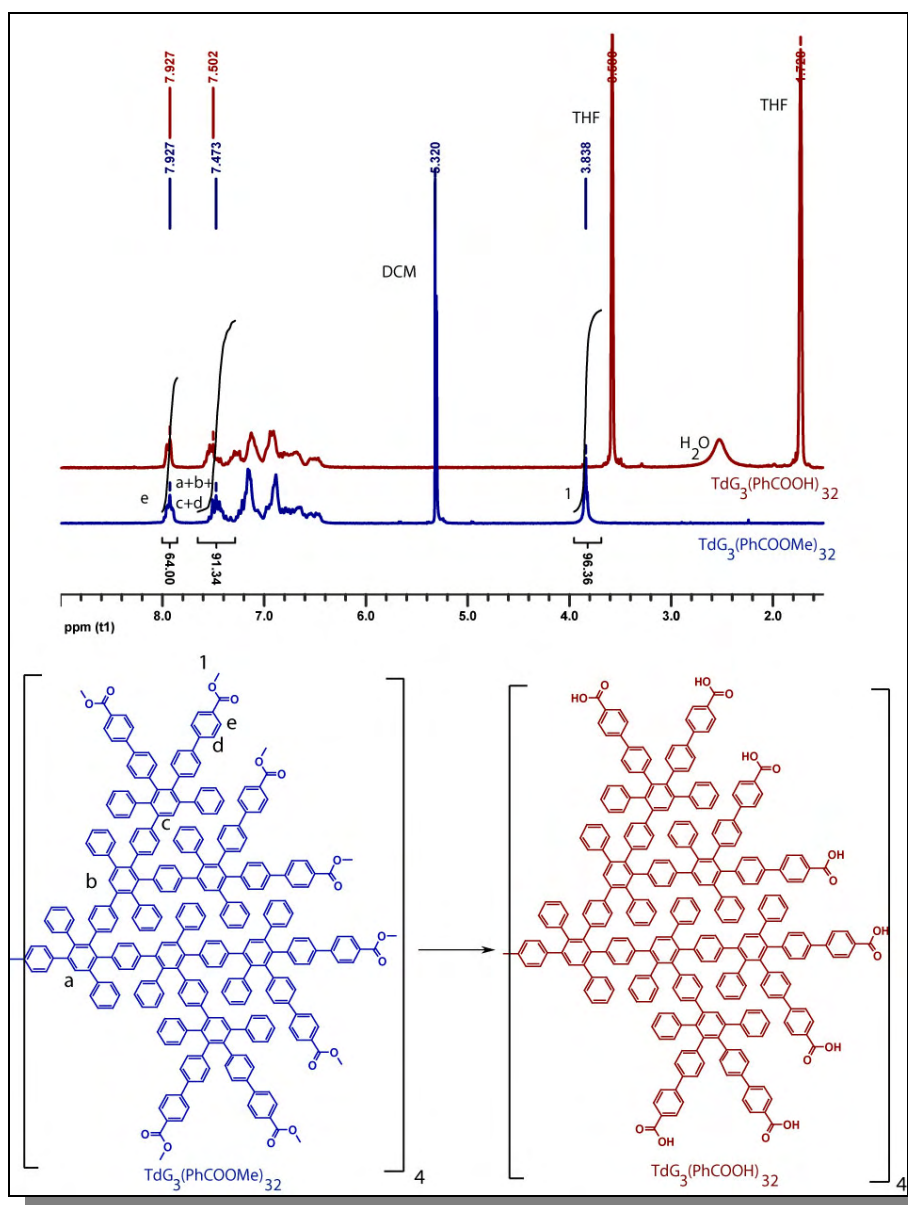 7.927
7.502
7.927
7.473
5.320
3.838
THF
1.728
THF
DCM
H2O
TdG3(PhCOOH)32
e
a+b+
c+d
1
TdG3(PhCOOMe)32
64.00
91.34
96.36
8.0 7.0 6.0 5.0 4.0 3.0 2.0
ppm (t1)
1
O
O
O
O
e
d
O
O
c
b
O
O
a
O
O
O
O
O
O
O
O
4
TdG3(PhCOOMe)32
HO
O
HO
O
HO
O
OH
O
OH
O
O
OH
O
OH
O
OH
4
TdG3(PhCOOH)32